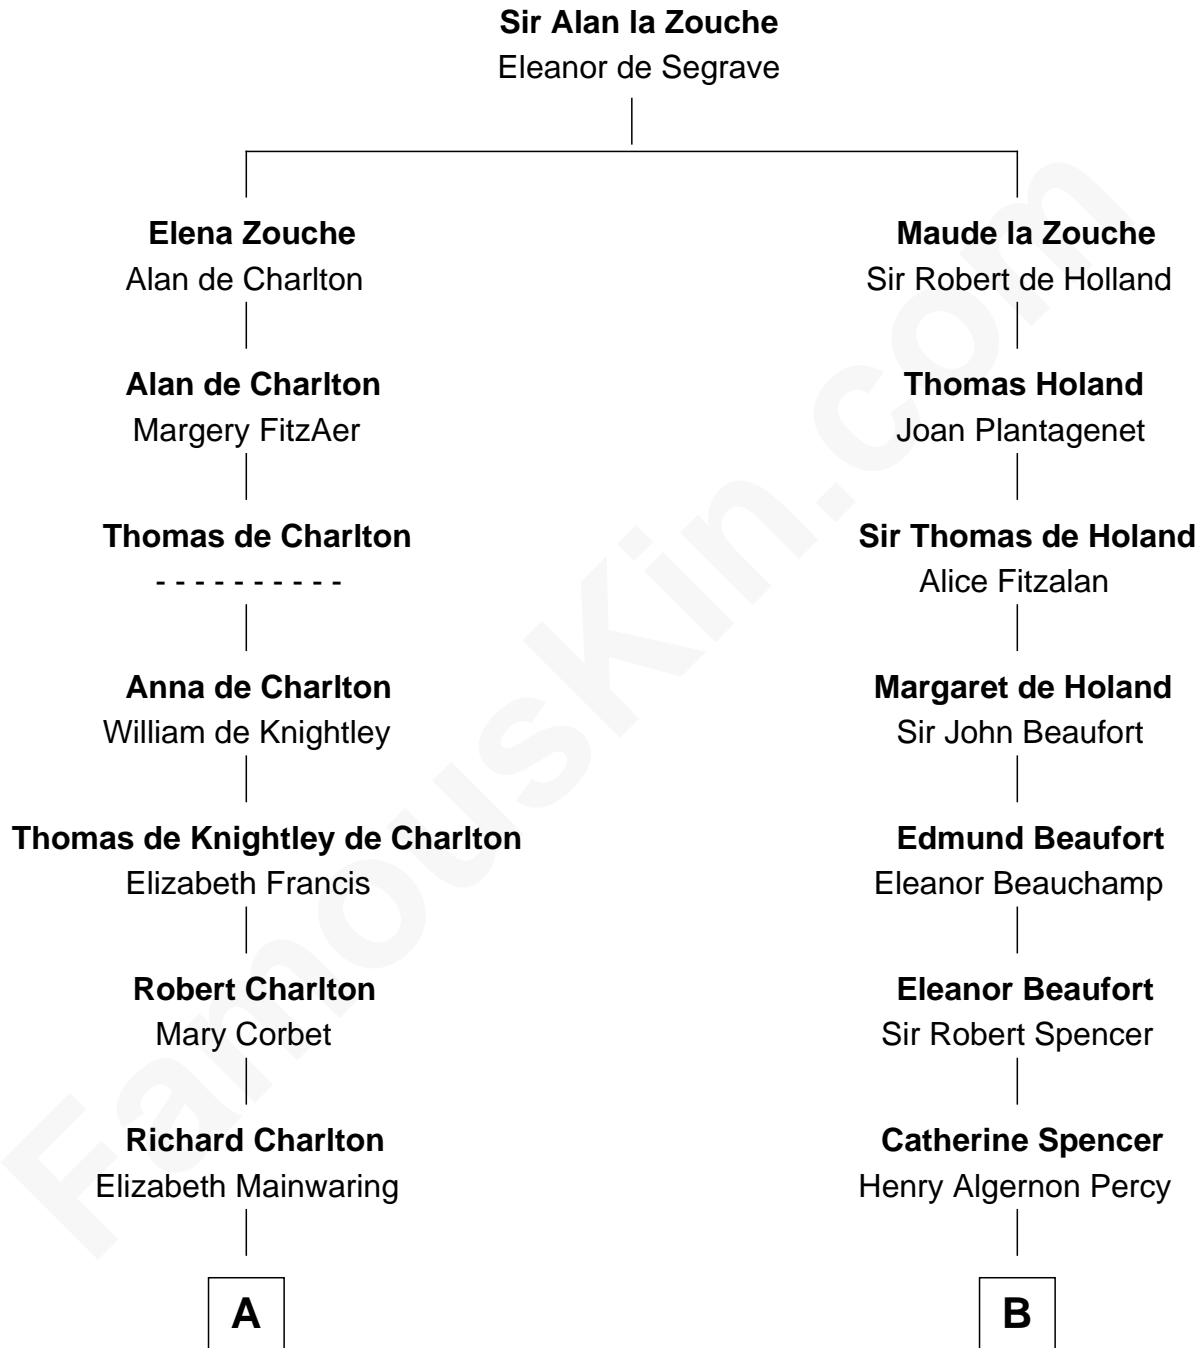 Sir Alan la Zouche
Eleanor de Segrave
Elena Zouche
Alan de Charlton
Alan de Charlton
Margery FitzAer
Thomas de Charlton
- - - - - - - - - -
Anna de Charlton
William de Knightley
Thomas de Knightley de Charlton
Elizabeth Francis
Robert Charlton
Mary Corbet
Richard Charlton
Elizabeth Mainwaring
A
Maude la Zouche
Sir Robert de Holland
Thomas Holand
Joan Plantagenet
Sir Thomas de Holand
Alice Fitzalan
Margaret de Holand
Sir John Beaufort
Edmund Beaufort
Eleanor Beauchamp
Eleanor Beaufort
Sir Robert Spencer
Catherine Spencer
Henry Algernon Percy
B
FamousKin.com